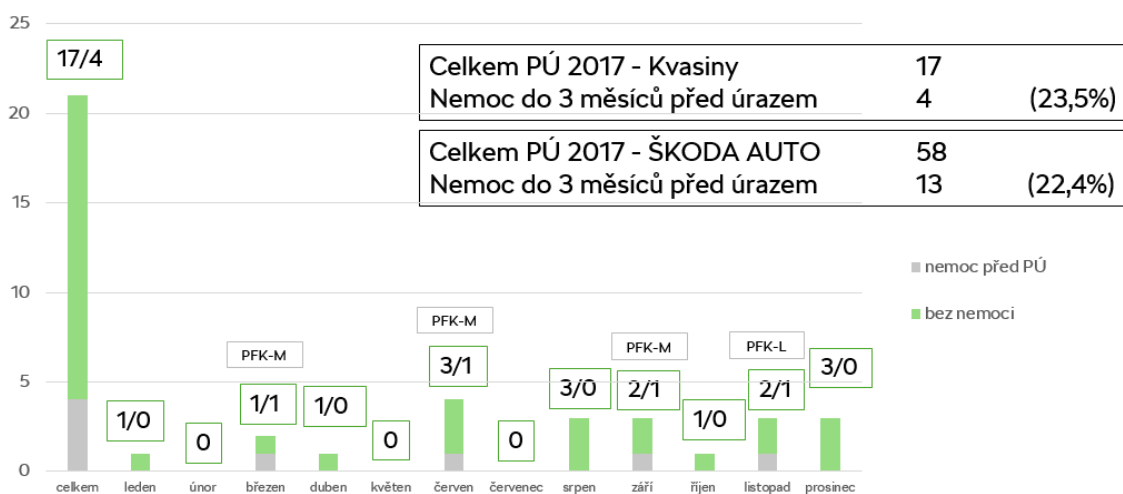 25
17/4
Celkem PÚ 2017 - Kvasiny 17
Nemoc do 3 měsíců před úrazem 4 (23,5%)
20
Celkem PÚ 2017 - ŠKODA AUTO 58
Nemoc do 3 měsíců před úrazem 13 (22,4%)
15
nemoc před PÚ
10
bez nemoci
PFK-M
PFK-M
PFK-M
PFK-L
5
1/0
0
1/1
1/0
0
3/1
0
3/0
2/1
1/0
2/1
3/0
0
celkem leden únor březen duben květen červen červenec srpen září říjen listopad prosinec